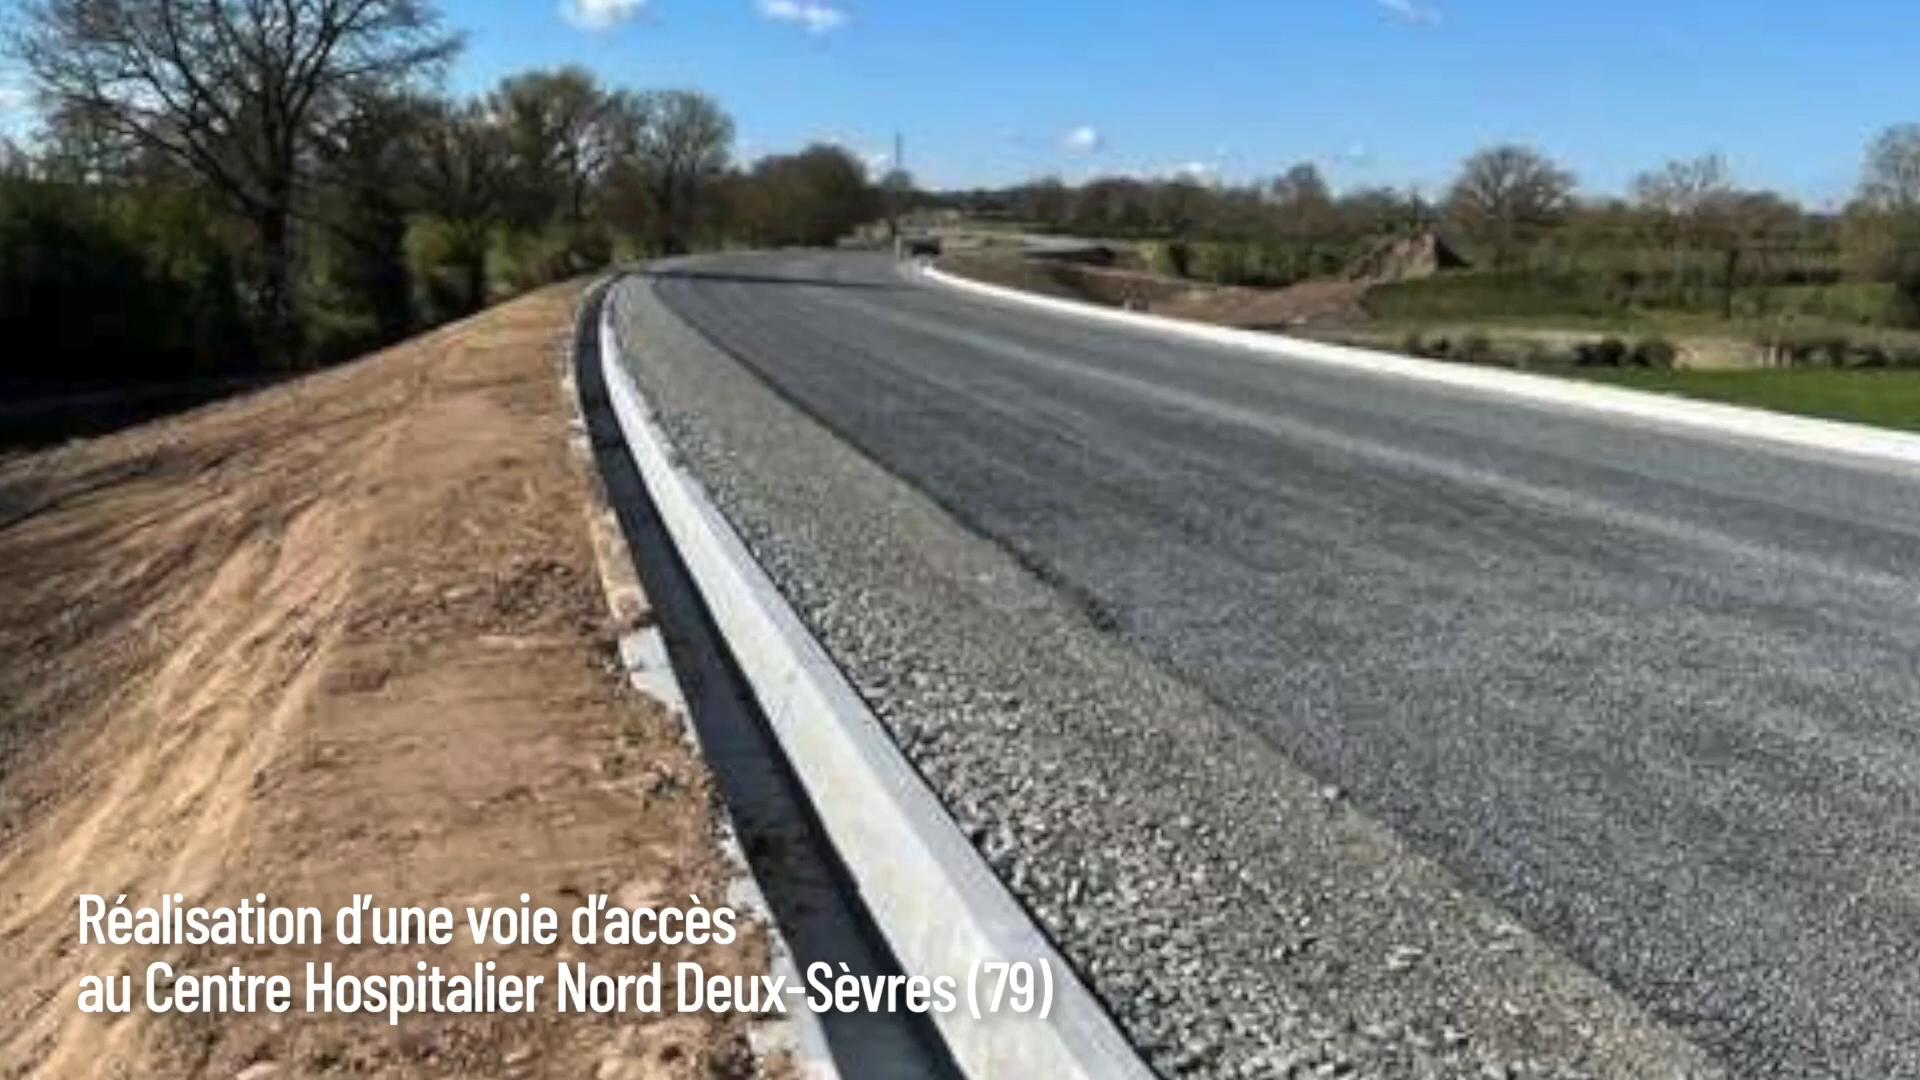 Réalisation d’une voie d’accès
au Centre Hospitalier Nord Deux-Sèvres (79)